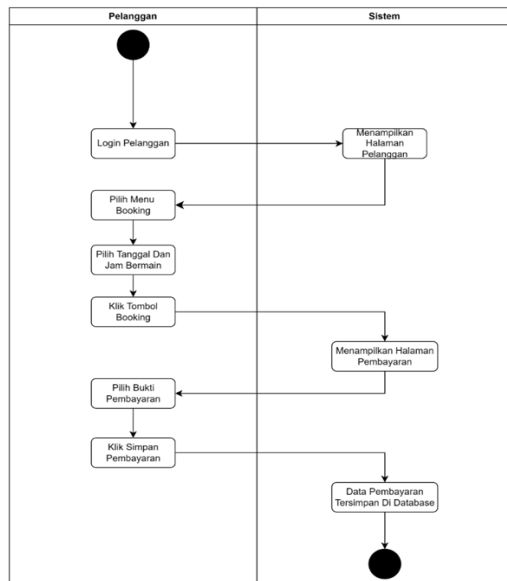 Pelanggan
Sistem
Login Pelanggan
Menampilkan
Halaman
Pelanggan
Pilih Menu
Booking
Pilih Tanggal Dan
Jam Bermain
Klik Tombol
Booking
Menampilkan Halaman
Pembayaran
Pilih Bukti
Pembayaran
Klik Simpan
Pembayaran
Data Pembayaran
Tersimpan Di Database